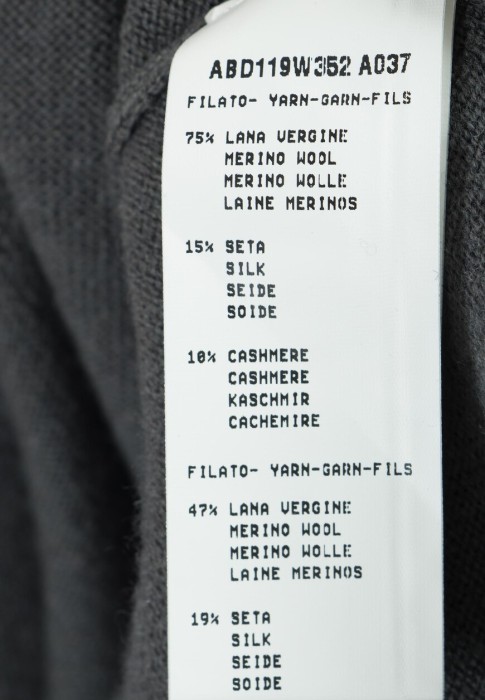 ABD119W352 A037
FILATO- YARN-GARN-FILS
75% LANA VERGINE
MERINO WOOL
MERINO WOLLE
LAINE MERINOS
15% SETA
SILK
SEIDE
SOIDE
10% CASHMERE
CASHMERE
KASCHMIR
CACHEMIRE
FILATO- YARN-GARN-FILS
47% LANA VERGINE
MERINO WOOL
MERINO WOLLE
LAINE MERINOS
19% SETA
SILK
SEIDE
SOIDE